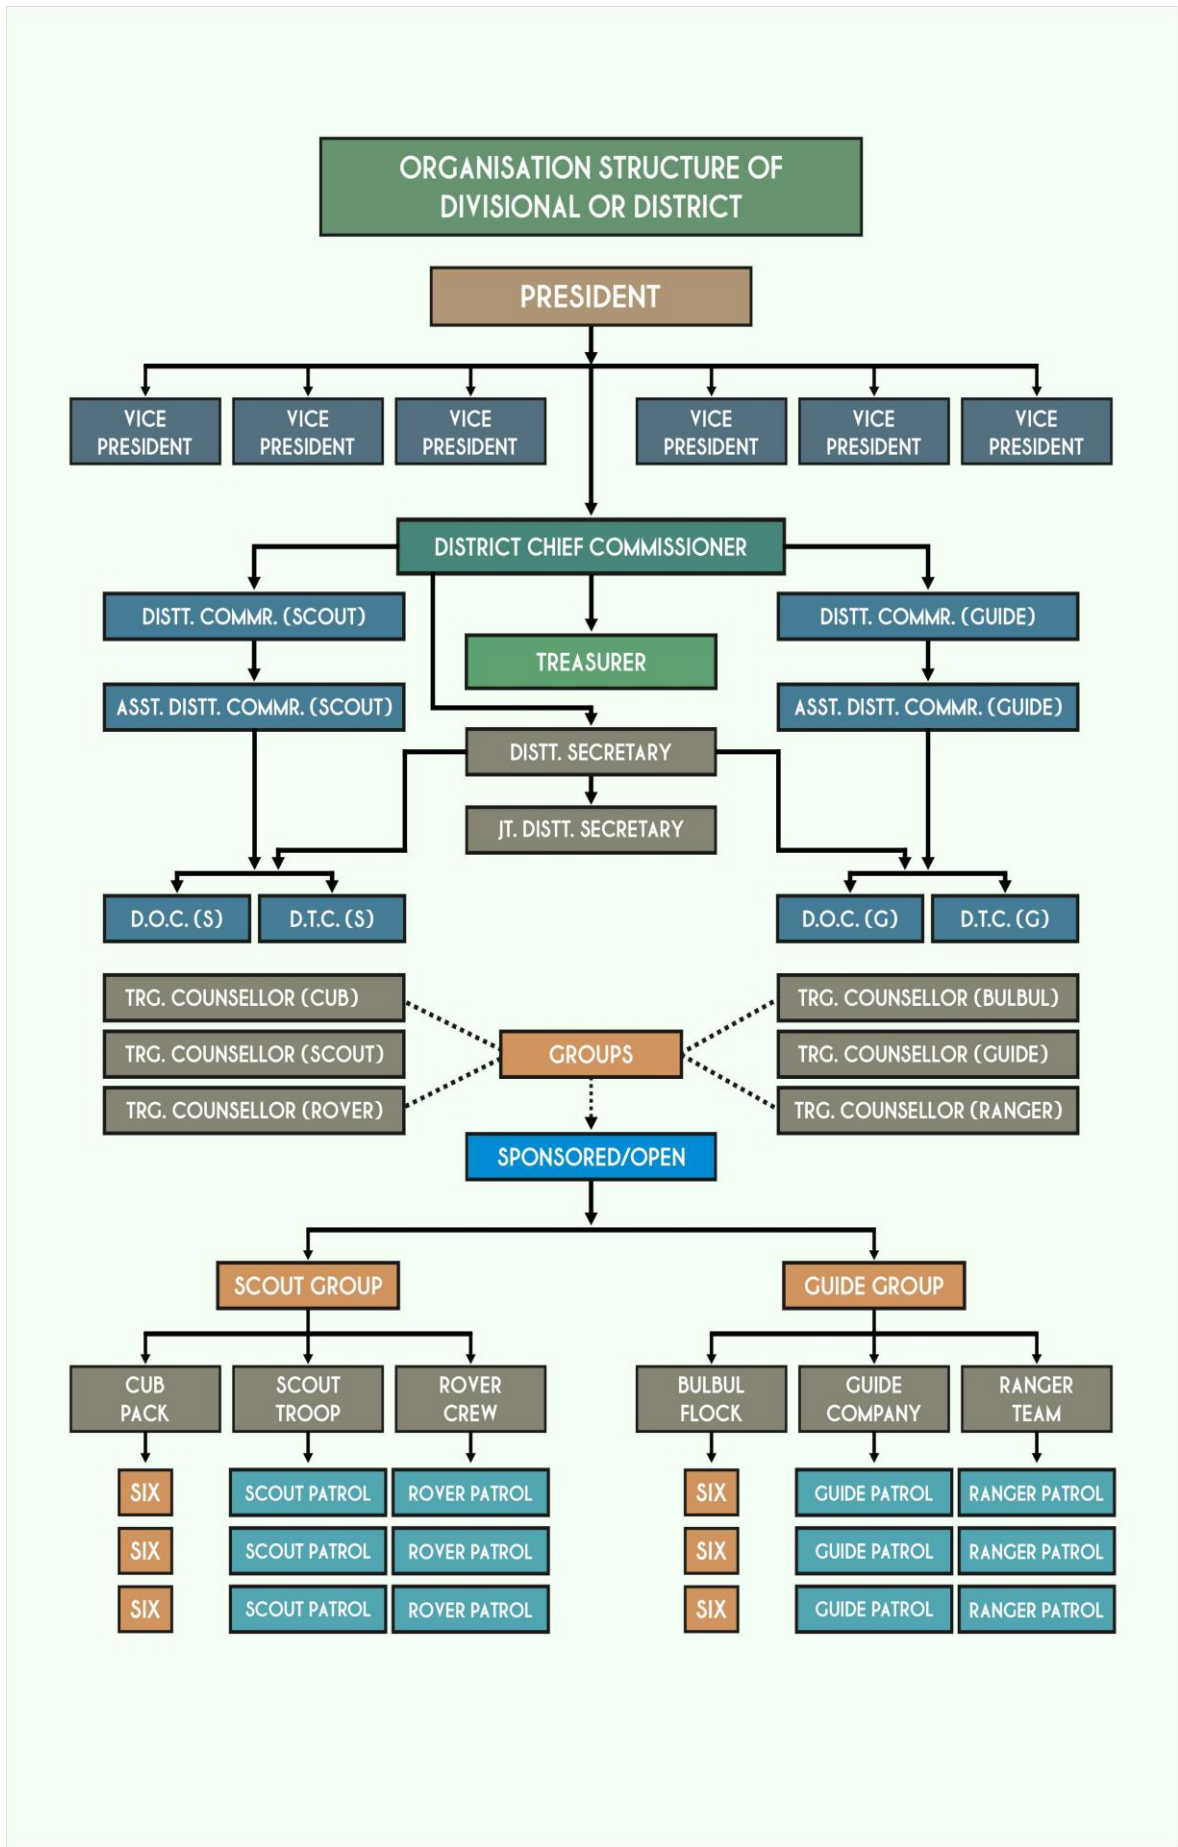 ORGANISATION STRUCTURE OF
DIVISIONAL OR DISTRICT
PRESIDENT
VICE
PRESIDENT
VICE
PRESIDENT
VICE
PRESIDENT
VICE
PRESIDENT
VICE
PRESIDENT
VICE
PRESIDENT
DISTRICT CHIEF COMMISSIONER
DISTT. COMMR. (SCOUT)
DISTT. COMMR. (GUIDE)
TREASURER
ASST. DISTT. COMMR. (SCOUT)
ASST. DISTT. COMMR. (GUIDE)
DISTT. SECRETARY
JT. DISTT. SECRETARY
D.O.C. (S)
D.T.C. (S)
D.O.C. (G)
D.T.C. (G)
TRG. COUNSELLOR (CUB)
TRG. COUNSELLOR (SCOUT)
TRG. COUNSELLOR (ROVER)
GROUPS
TRG. COUNSELLOR (BULBUL)
TRG. COUNSELLOR (GUIDE)
TRG. COUNSELLOR (RANGER)
SPONSORED/OPEN
SCOUT GROUP
GUIDE GROUP
CUB
PACK
SCOUT
TROOP
ROVER
CREW
BULBUL
FLOCK
GUIDE
COMPANY
RANGER
TEAM
SIX
SCOUT PATROL
ROVER PATROL
SIX
GUIDE PATROL
RANGER PATROL
SIX
SCOUT PATROL
ROVER PATROL
SIX
GUIDE PATROL
RANGER PATROL
SIX
SCOUT PATROL
ROVER PATROL
SIX
GUIDE PATROL
RANGER PATROL